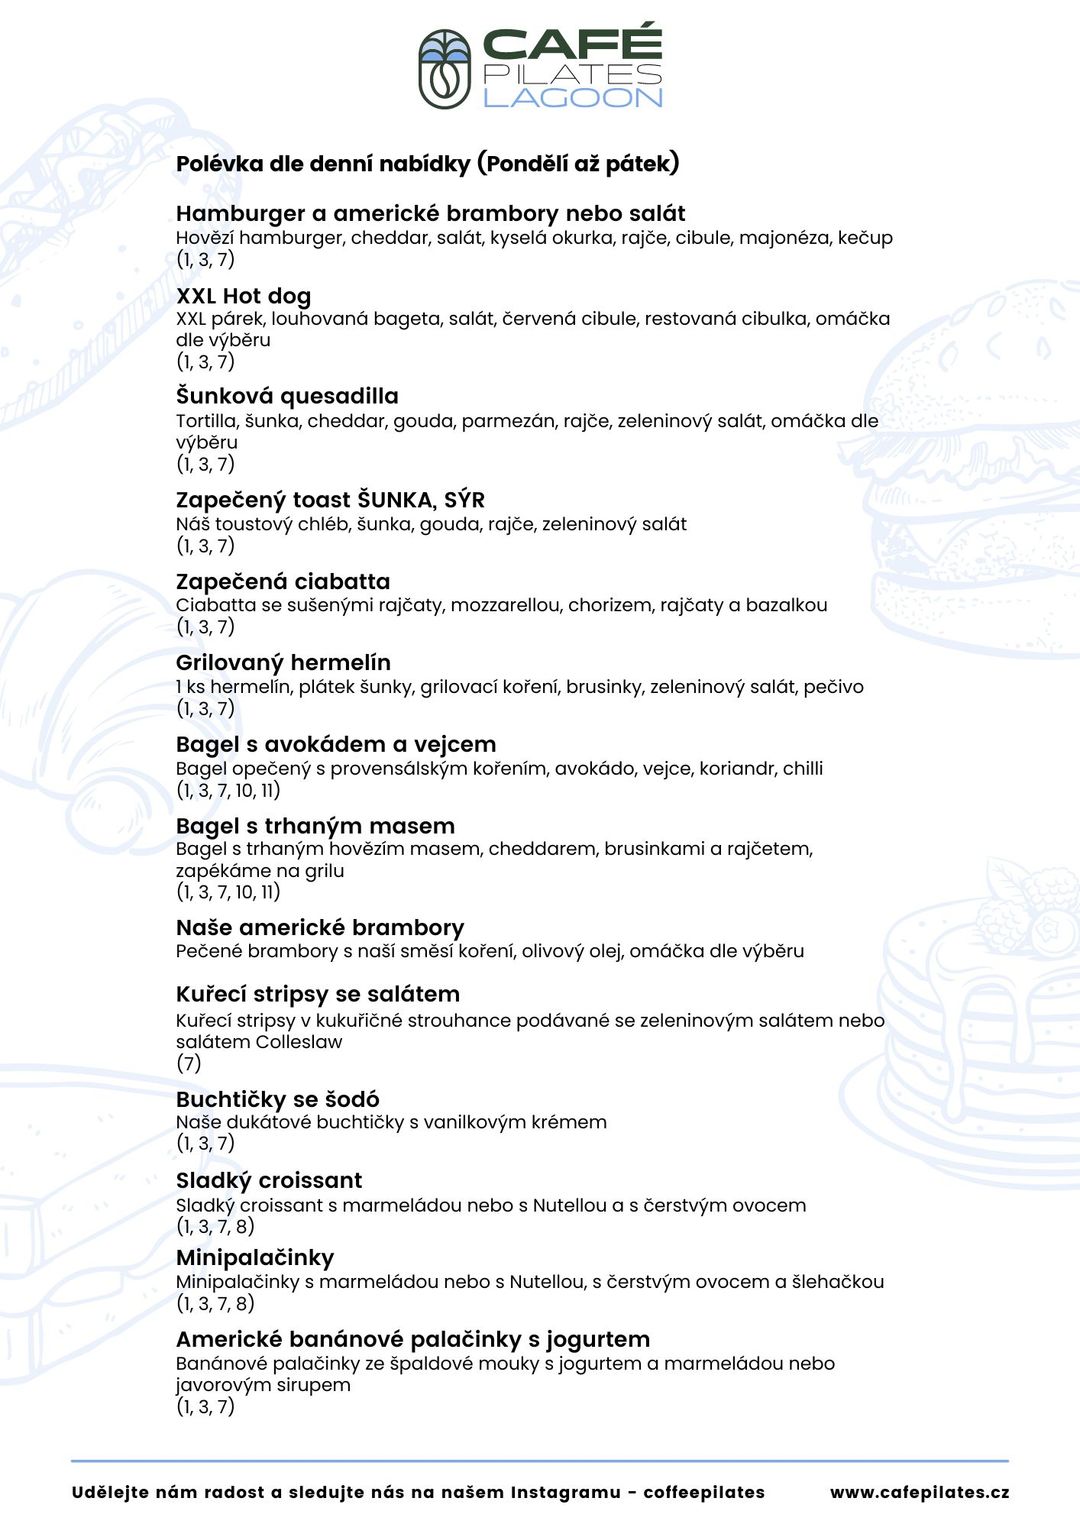 CAFÉ
PILATES
LAGOON
Polévka dle denní nabídky (Pondělí až pátek)
Hamburger a americké brambory nebo salát
Hovězí hamburger, cheddar, salát, kyselá okurka, rajče, cibule, majonéza, kečup
(1, 3, 7)
XXL Hot dog
XXL párek, louhovaná bageta, salát, červená cibule, restovaná cibulka, omáčka
dle výběru
(1, 3, 7)
Šunková quesadilla
Tortilla, šunka, cheddar, gouda, parmezán, rajče, zeleninový salát, omáčka dle
výběru
(1, 3, 7)
Zapečený toast ŠUNKA, SÝR
Náš toustový chléb, šunka, gouda, rajče, zeleninový salát
(1, 3, 7)
Zapečená ciabatta
Ciabatta se sušenými rajčaty, mozzarellou, chorizem, rajčaty a bazalkou
(1, 3, 7)
Grilovaný hermelín
1 ks hermelín, plátek šunky, grilovací koření, brusinky, zeleninový salát, pečivo
(1, 3, 7)
Bagel s avokádem a vejcem
Bagel opečený s provensálským kořením, avokádo, vejce, koriandr, chilli
(1, 3, 7, 10, 11)
Bagel s trhaným masem
Bagel s trhaným hovězím masem, cheddarem, brusinkami a rajčetem,
zapékáme na grilu
(1, 3, 7, 10, 11)
Naše americké brambory
Pečené brambory s naší směsí koření, olivový olej, omáčka dle výběru
Kuřecí stripsy se salátem
Kuřecí stripsy v kukuřičné strouhance podávané se zeleninovým salátem nebo
salátem Colleslaw
(7)
Buchtičky se šodó
Naše dukátové buchtičky s vanilkovým krémem
(1, 3, 7)
Sladký croissant
Sladký croissant s marmeládou nebo s Nutellou a s čerstvým ovocem
(1, 3, 7, 8)
Minipalačinky
Minipalačinky s marmeládou nebo s Nutellou, s čerstvým ovocem a šlehačkou
(1, 3, 7, 8)
Americké banánové palačinky s jogurtem
Banánové palačinky ze špaldové mouky s jogurtem a marmeládou nebo
javorovým sirupem
(1, 3, 7)
Udělejte nám radost a sledujte nás na našem Instagramu - coffeepilates www.cafepilates.cz